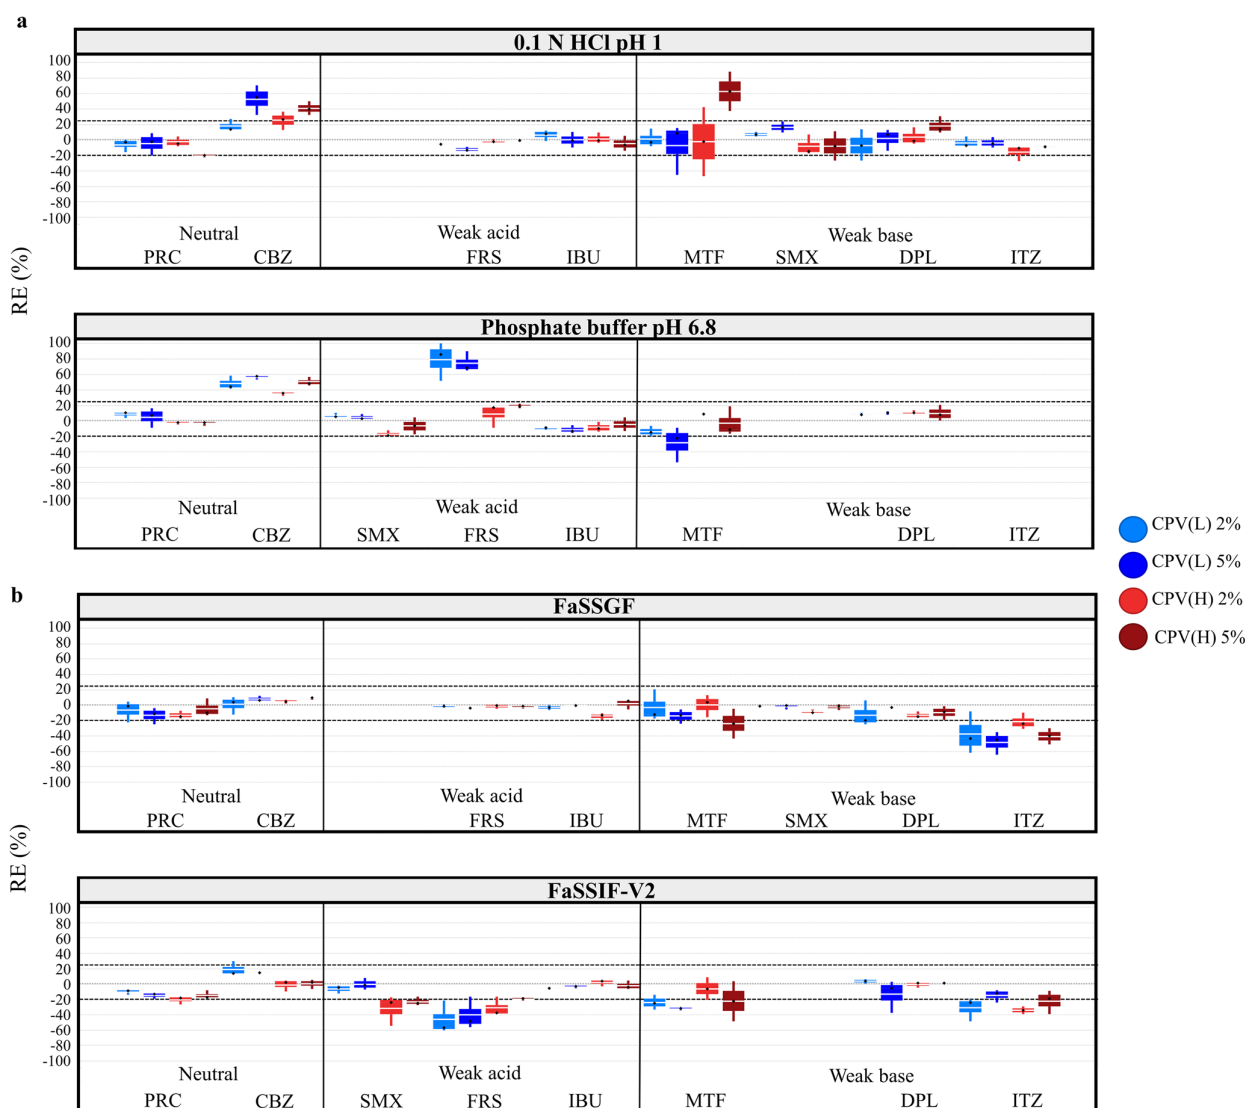 a
0.1 N HCl pH 1
100
80
60
40
20
0
-20
-40
-60
-80
-100
Neutral
Weak acid
Weak base
PRC
CBZ
FRS
IBU
MTF
SMX
DPL
ITZ
RE (%)
Phosphate buffer pH 6.8
100
80
60
40
20
0
-20
-40
-60
-80
-100
Neutral
Weak acid
Weak base
PRC
CBZ
SMX
FRS
IBU
MTF
DPL
ITZ
CPV(L) 2%
CPV(L) 5%
CPV(H) 2%
CPV(H) 5%
b
FaSSGF
100
80
60
40
20
0
-20
-40
-60
-80
-100
Neutral
Weak acid
Weak base
PRC
CBZ
FRS
IBU
MTF
SMX
DPL
ITZ
RE (%)
FaSSIF-V2
100
80
60
40
20
0
-20
-40
-60
-80
-100
Neutral
Weak acid
Weak base
PRC
CBZ
SMX
FRS
IBU
MTF
DPL
ITZ